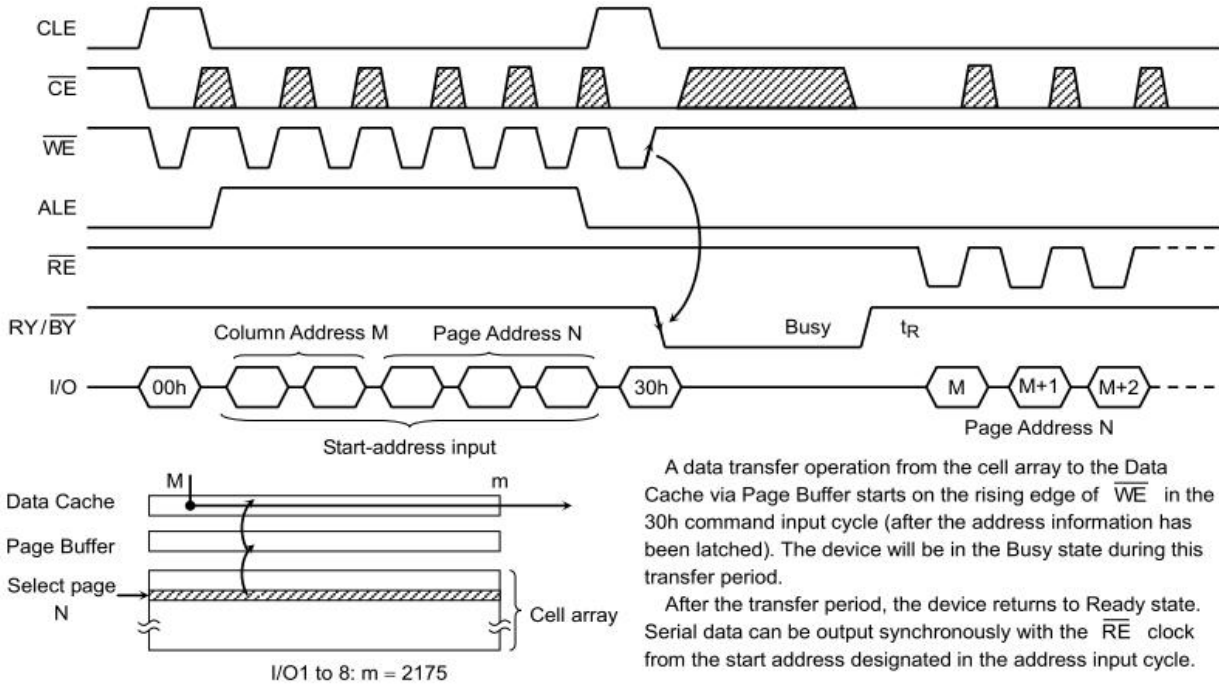 CLE
CE
WE
ALE
RE
RY/BY
Busy
tR
Column Address M
Page Address N
I/O
00h
30h
M
M+1
M+2
Start-address input
Page Address N
M
m
Data Cache
Page Buffer
Select page
N
Cell array
I/O1 to 8: m = 2175
A data transfer operation from the cell array to the Data
Cache via Page Buffer starts on the rising edge of WE in the
30h command input cycle (after the address information has
been latched). The device will be in the Busy state during this
transfer period.
After the transfer period, the device returns to Ready state.
Serial data can be output synchronously with the RE clock
from the start address designated in the address input cycle.